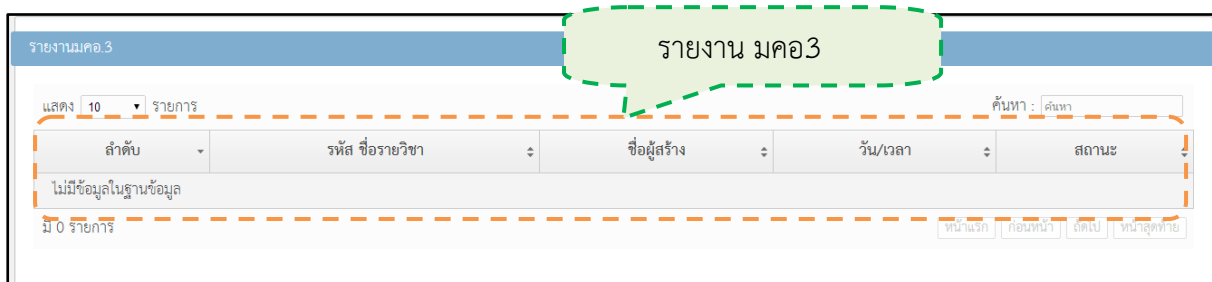 รายงานมคอ.3
รายงาน มคอ3
แสดง 10 รายการ
ค้นหา : ค้นหา
ลำดับ รหัส ชื่อรายวิชา ชื่อผู้สร้าง วัน/เวลา สถานะ
ไม่มีข้อมูลในฐานข้อมูล
มี 0 รายการ
หน้าแรก ก่อนหน้า ถัดไป หน้าสุดท้าย